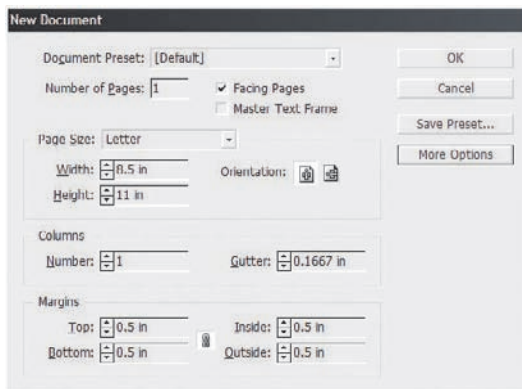 New Document
Document Preset: [Default]
OK
Number of Pages: 1
Facing Pages
Cancel
Master Text Frame
Save Preset...
Page Size: Letter
More Options
Width: 8.5 in
Orientation:
Height: 11 in
Columns
Number: 1
Gutter: 0.1667 in
Margins
Top: 0.5 in
Inside: 0.5 in
Bottom: 0.5 in
Outside: 0.5 in